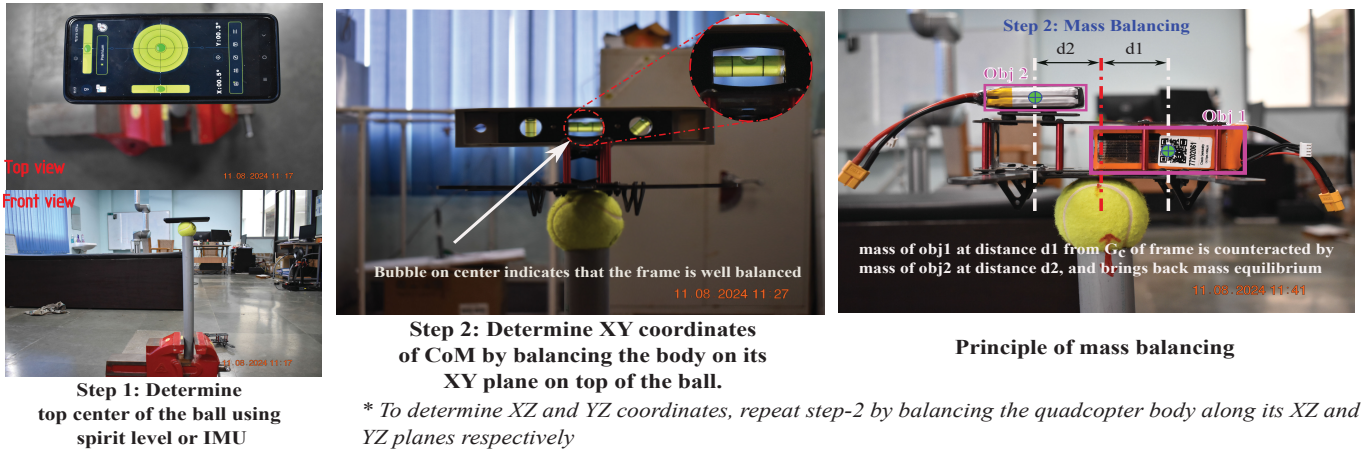 X:00.5° Y:00.3°
Top view
11 08 2024 11 17
Front view
11.08.2024 11:17
Step 1: Determine
top center of the ball using
spirit level or IMU
Bubble on center indicates that the frame is well balanced
11 08 2024 11 27
Step 2: Determine XY coordinates
of CoM by balancing the body on its
XY plane on top of the ball.
Step 2: Mass Balancing
d2 d1
Obj 2
Obj 1
77202061
mass of obj1 at distance d1 from Gc of frame is counteracted by
mass of obj2 at distance d2, and brings back mass equilibrium
11.08.2024 11:41
Principle of mass balancing
* To determine XZ and YZ coordinates, repeat step-2 by balancing the quadcopter body along its XZ and
YZ planes respectively